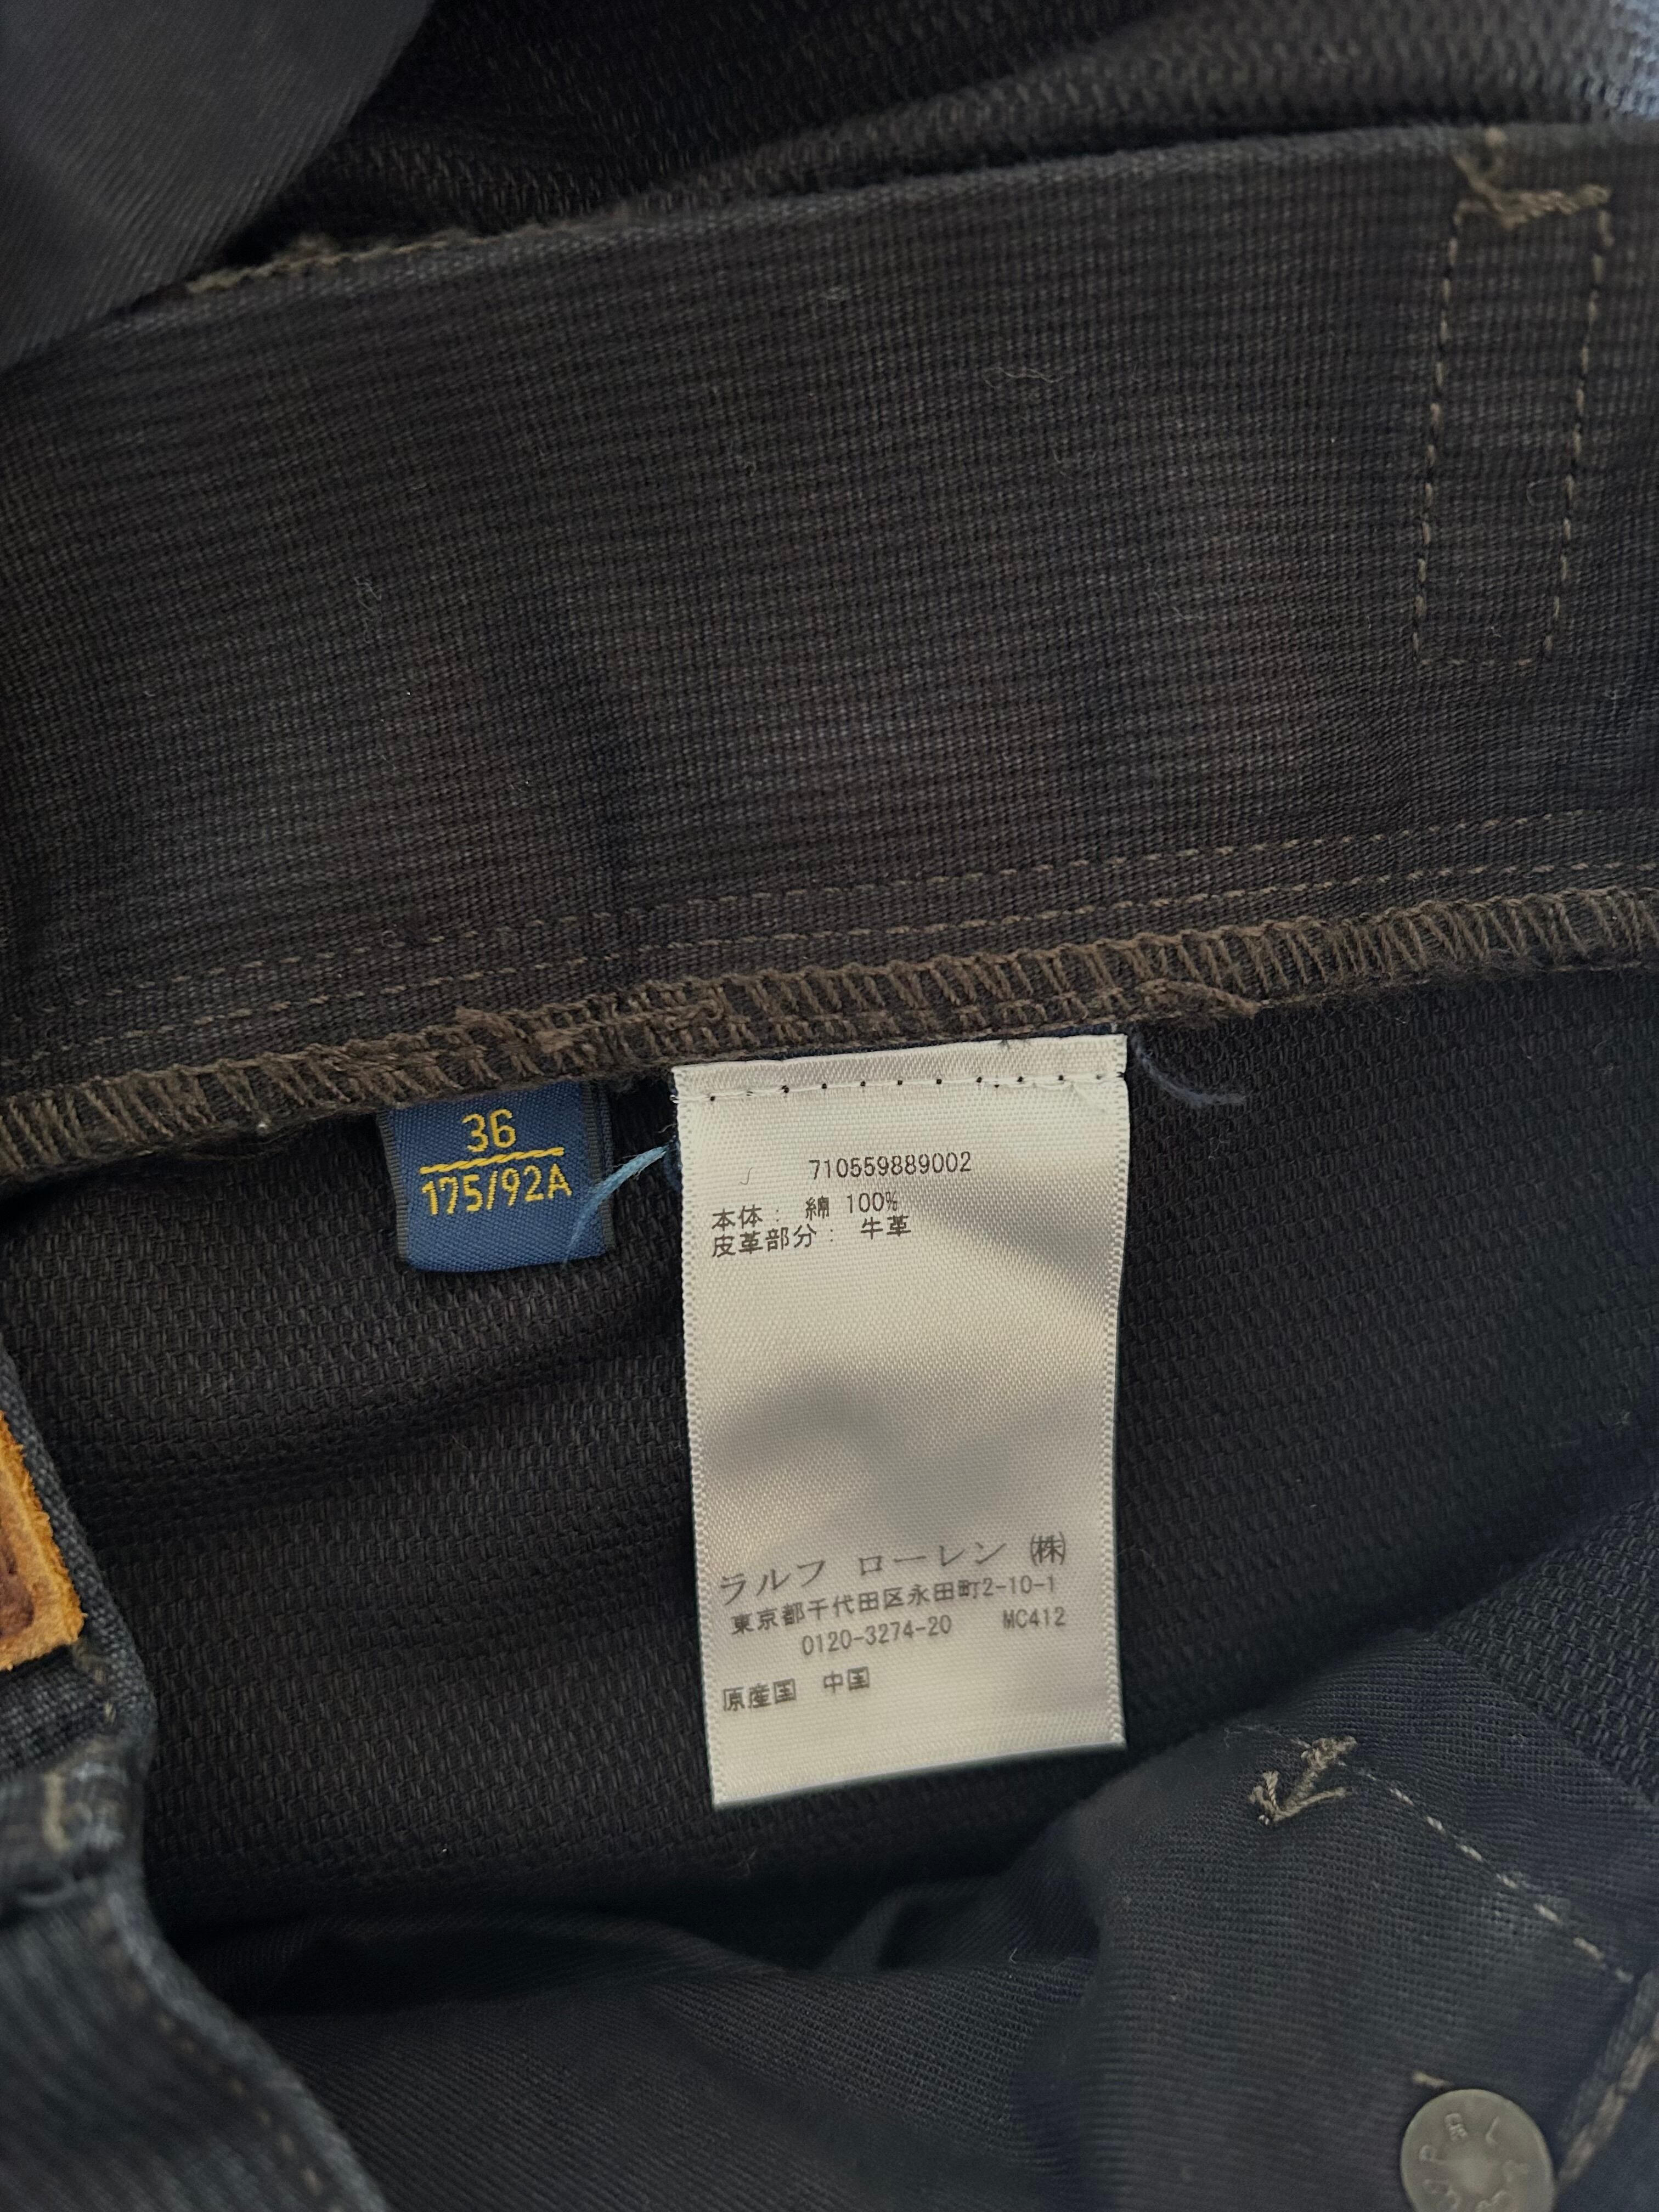 36
175/92A
710559889002
本体： 綿 100%
皮革部分： 牛革
ラルフ ローレン ㈱
東京都千代田区永田町2-10-1
0120-3274-20 MC412
原産国 中国